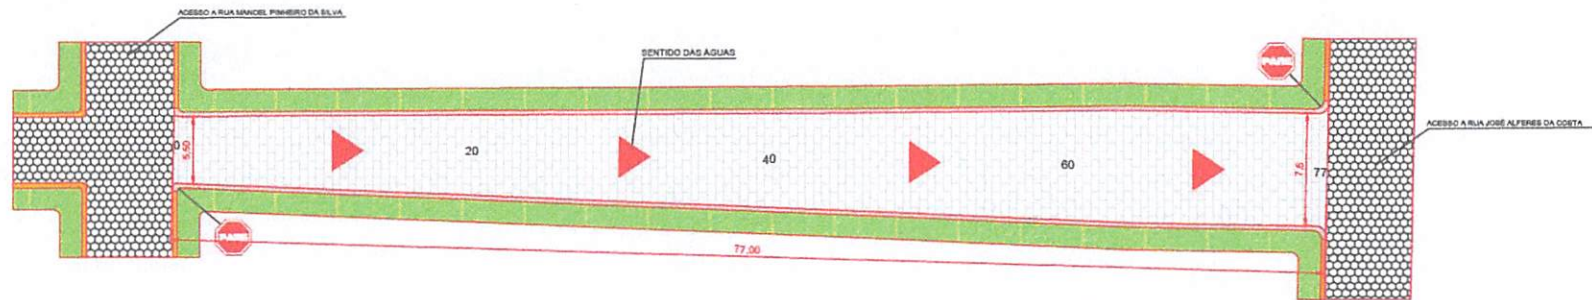 ACESSO A RUA MANOEL PINHEIRO DA SILVA
SENTIDO DAS ÁGUAS
PARE
ACESSO A RUA JOSÉ ALFERES DA COSTA
0
5,50
20
40
60
7,5
77
PARE
77,00